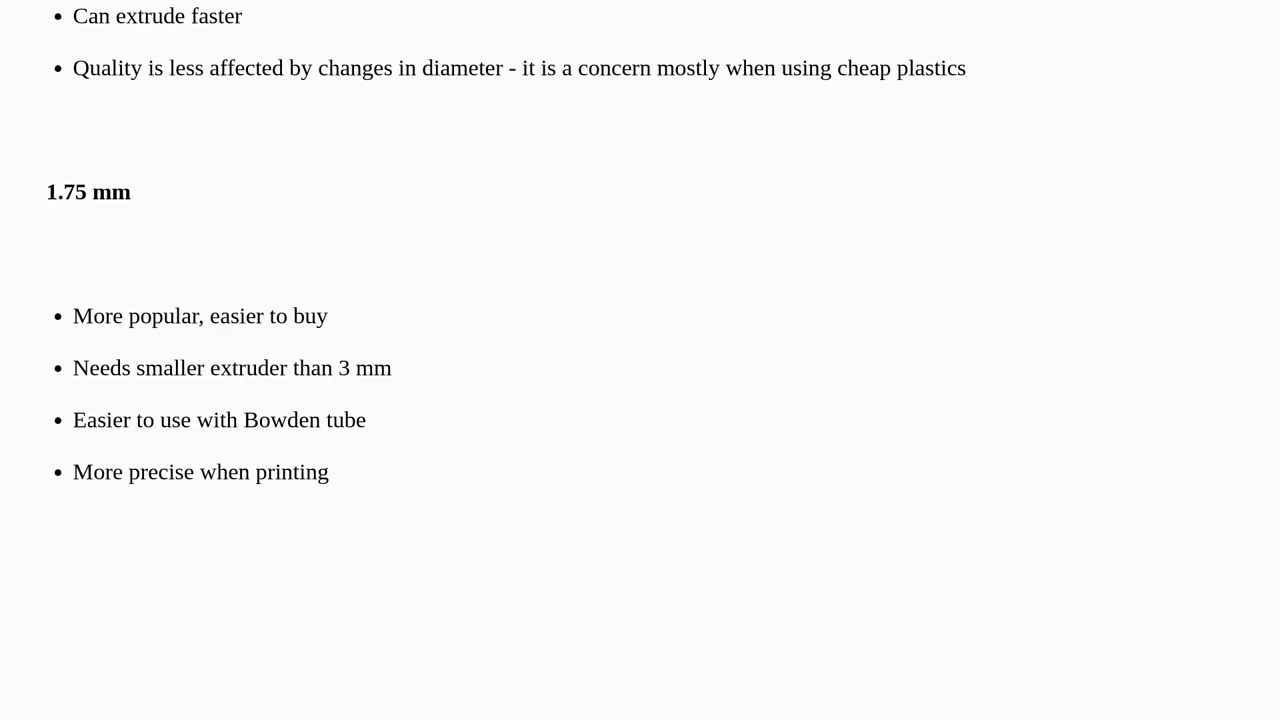 • Can extrude faster
• Quality is less affected by changes in diameter - it is a concern mostly when using cheap plastics
1.75 mm
• More popular, easier to buy
• Needs smaller extruder than 3 mm
• Easier to use with Bowden tube
• More precise when printing